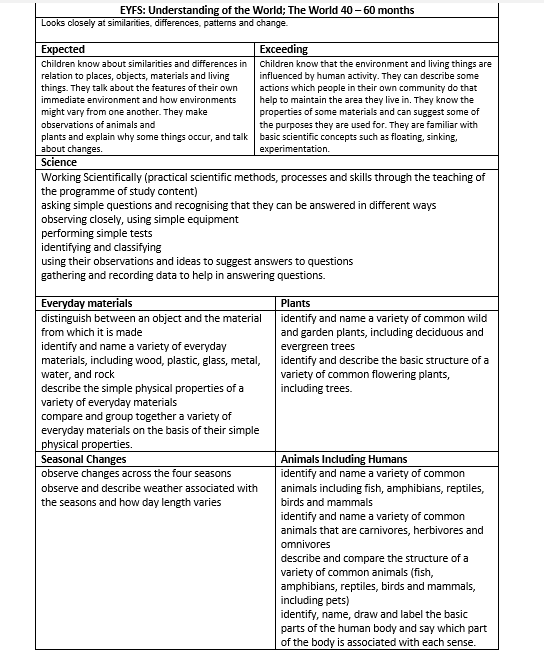 EYFS: Understanding of the World; The World 40 – 60 months
Looks closely at similarities, differences, patterns and change.
Expected
Children know about similarities and differences in
relation to places, objects, materials and living
things. They talk about the features of their own
immediate environment and how environments
might vary from one another. They make
observations of animals and
plants and explain why some things occur, and talk
about changes.
Exceeding
Children know that the environment and living things are
influenced by human activity. They can describe some
actions which people in their own community do that
help to maintain the area they live in. They know the
properties of some materials and can suggest some of
the purposes they are used for. They are familiar with
basic scientific concepts such as floating, sinking,
experimentation.
Science
Working Scientifically (practical scientific methods, processes and skills through the teaching of
the programme of study content)
asking simple questions and recognising that they can be answered in different ways
observing closely, using simple equipment
performing simple tests
identifying and classifying
using their observations and ideas to suggest answers to questions
gathering and recording data to help in answering questions.
Everyday materials
distinguish between an object and the material
from which it is made
identify and name a variety of everyday
materials, including wood, plastic, glass, metal,
water, and rock
describe the simple physical properties of a
variety of everyday materials
compare and group together a variety of
everyday materials on the basis of their simple
physical properties.
Plants
identify and name a variety of common wild
and garden plants, including deciduous and
evergreen trees
identify and describe the basic structure of a
variety of common flowering plants,
including trees.
Seasonal Changes
observe changes across the four seasons
observe and describe weather associated with
the seasons and how day length varies
Animals Including Humans
identify and name a variety of common
animals including fish, amphibians, reptiles,
birds and mammals
identify and name a variety of common
animals that are carnivores, herbivores and
omnivores
describe and compare the structure of a
variety of common animals (fish,
amphibians, reptiles, birds and mammals,
including pets)
identify, name, draw and label the basic
parts of the human body and say which part
of the body is associated with each sense.